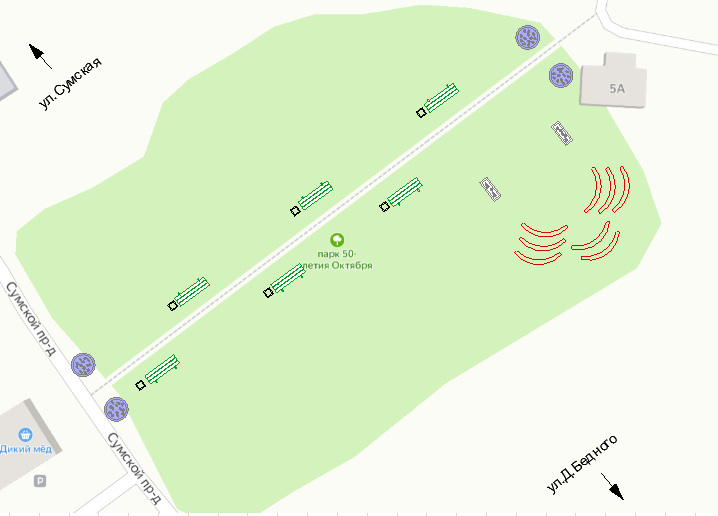 ул. Сумская
5А
парк 50-
летия Октября
Сумской пр-д
Дикий мёд
P
Сумской пр-д
ул.Д.Бедного